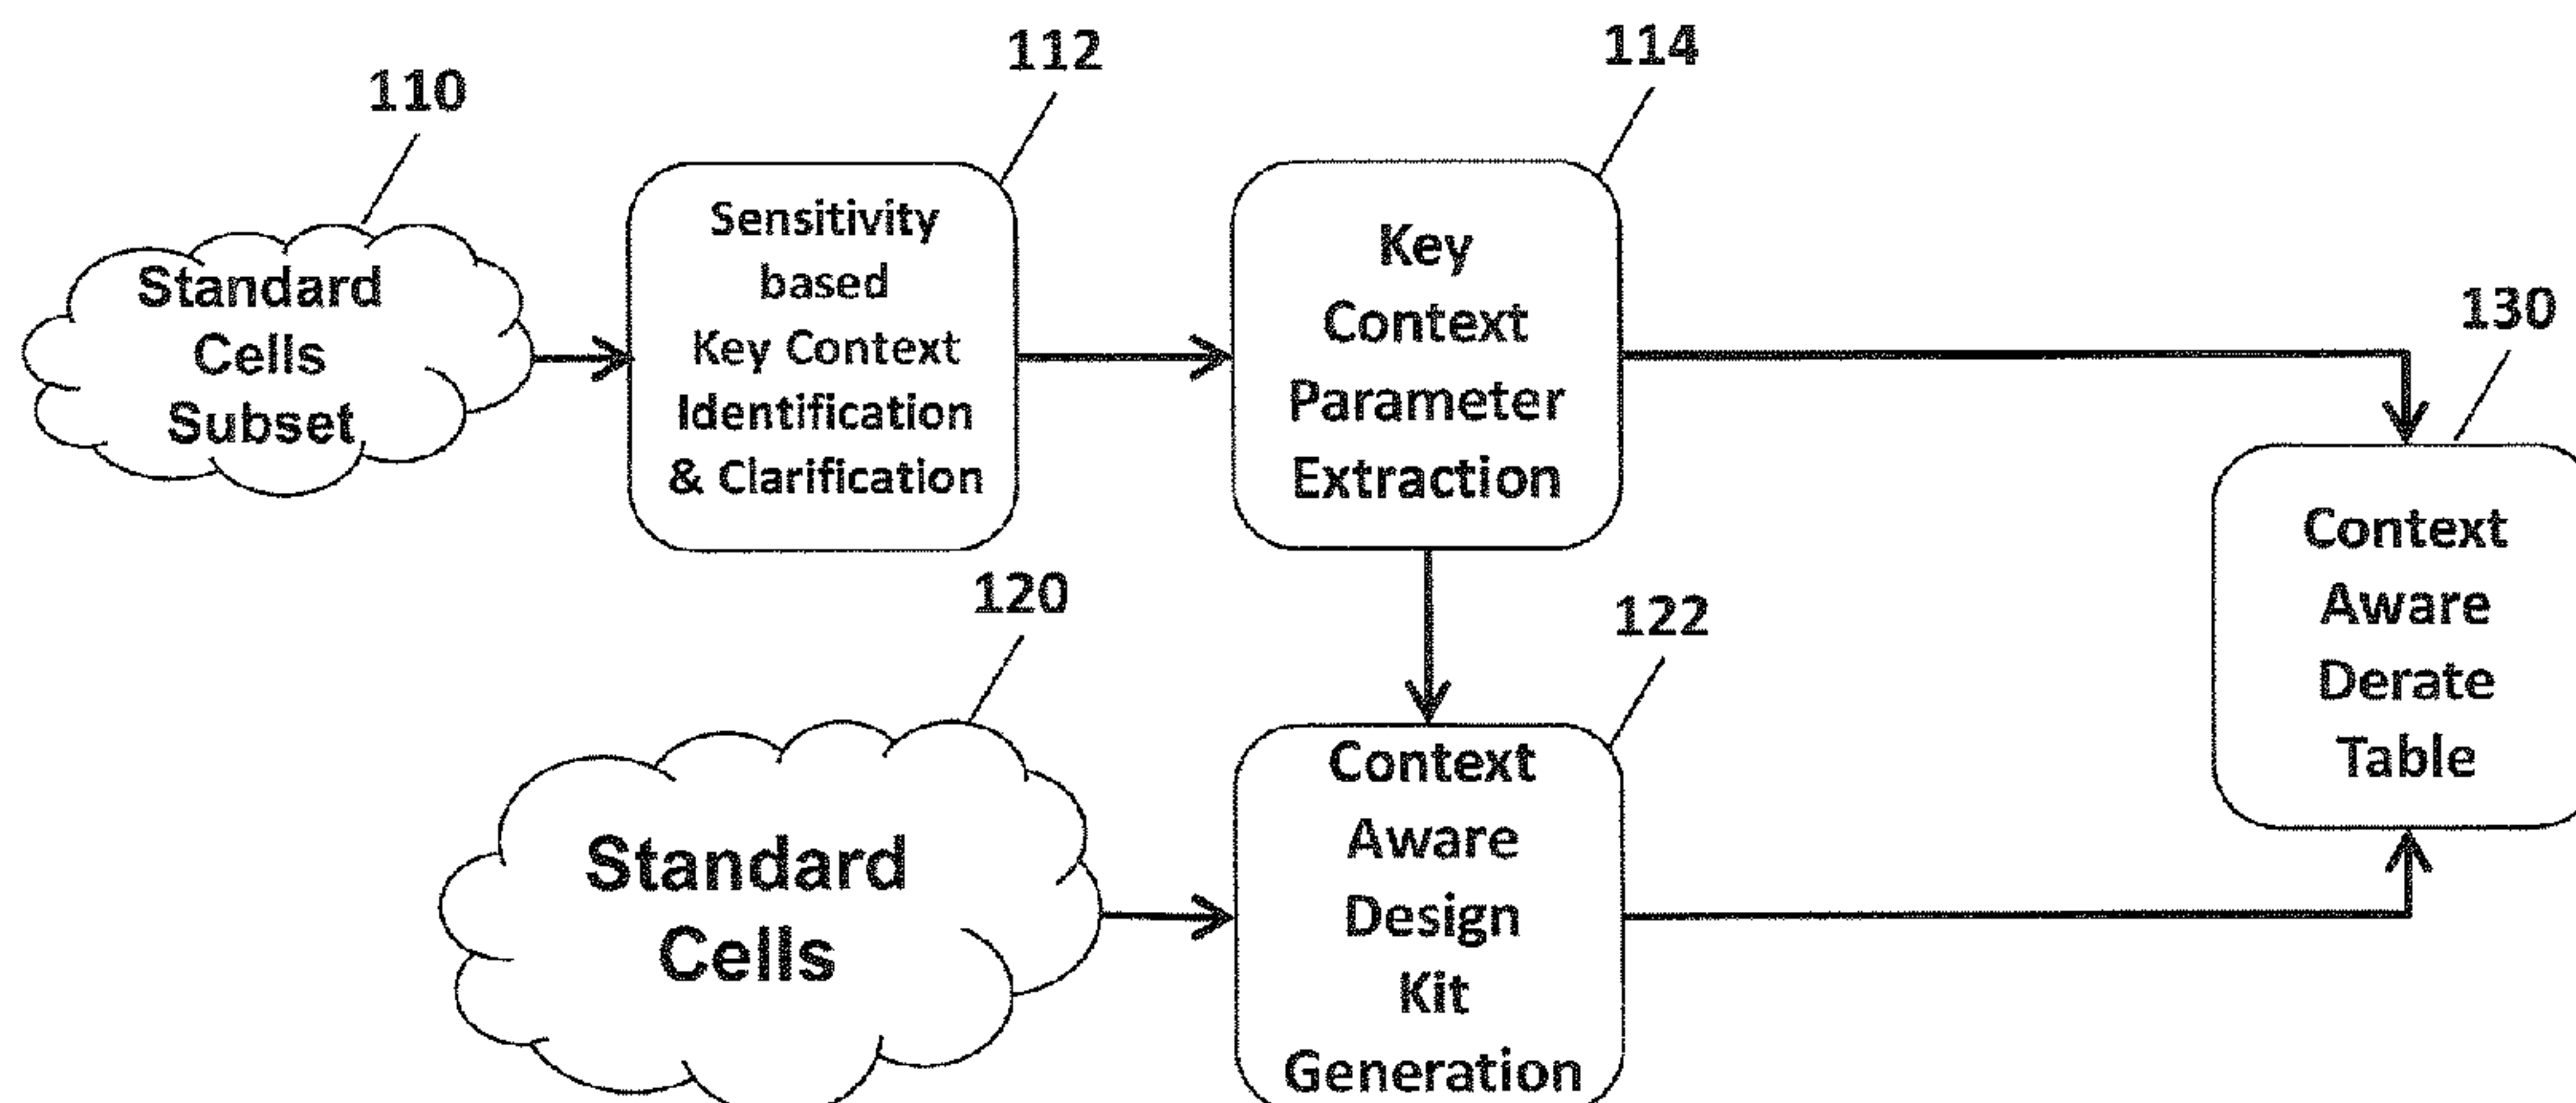 110
Standard
Cells
Subset
112
Sensitivity
based
Key Context
Identification
& Clarification
114
Key
Context
Parameter
Extraction
130
Context
Aware
Derate
Table
120
Standard
Cells
122
Context
Aware
Design
Kit
Generation